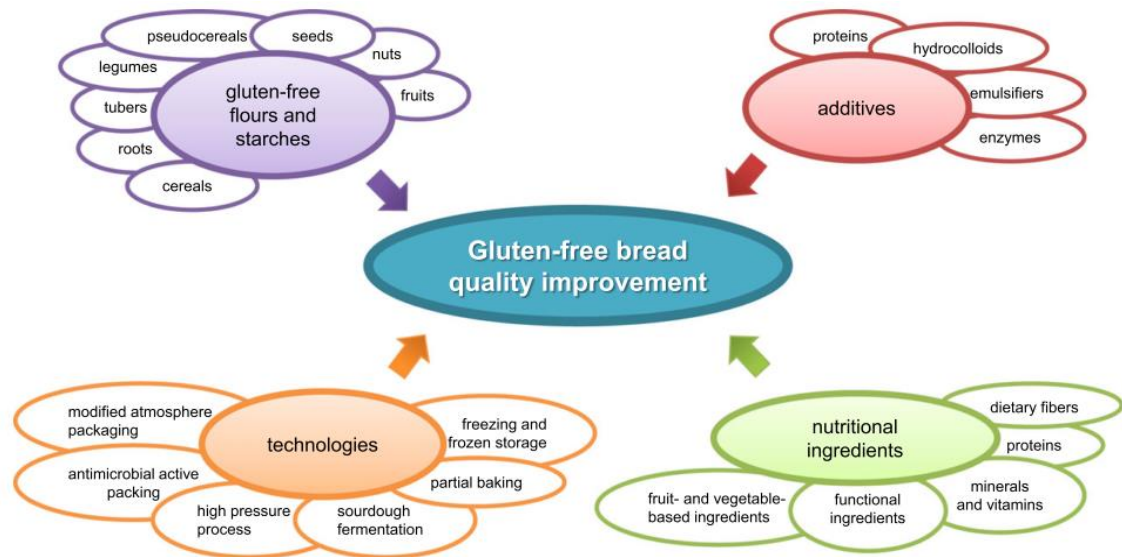 pseudocereals
seeds
nuts
legumes
fruits
tubers
roots
cereals
gluten-free
flours and
starches
proteins
hydrocolloids
emulsifiers
enzymes
additives
Gluten-free bread
quality improvement
modified atmosphere
packaging
antimicrobial active
packing
high pressure
process
sourdough
fermentation
partial baking
freezing and
frozen storage
technologies
nutritional
ingredients
dietary fibers
proteins
minerals
and vitamins
functional
ingredients
fruit- and vegetable-
based ingredients